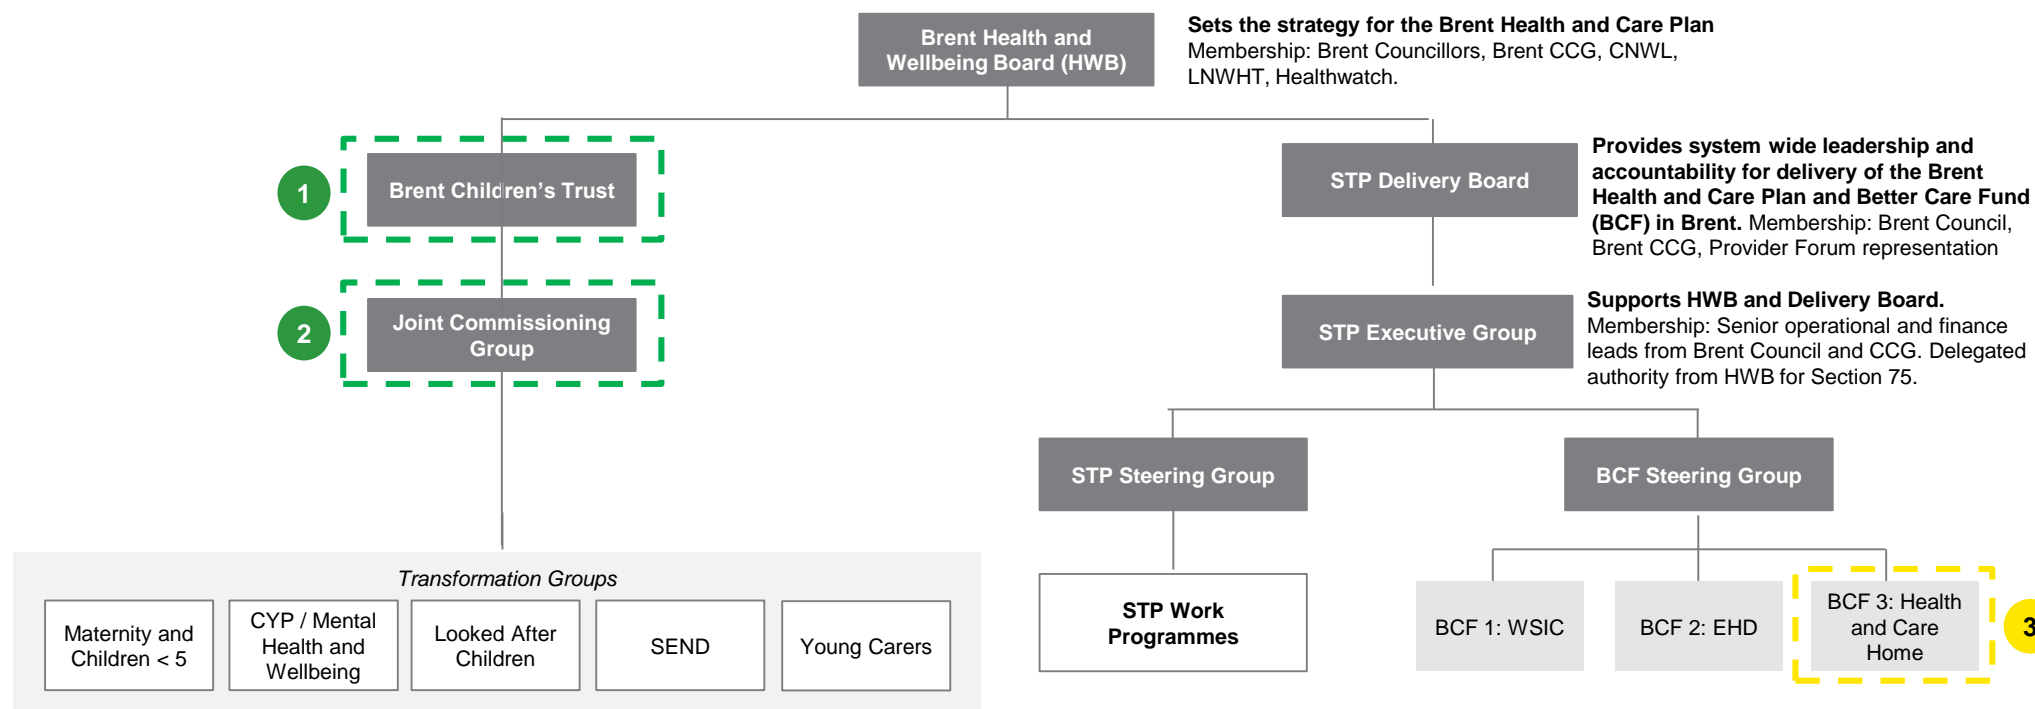 Brent Health and
Wellbeing Board (HWB)
Sets the strategy for the Brent Health and Care Plan
Membership: Brent Councillors, Brent CCG, CNWL,
LNWHT, Healthwatch.
1
Brent Children's Trust
STP Delivery Board
Provides system wide leadership and
accountability for delivery of the Brent
Health and Care Plan and Better Care Fund
(BCF) in Brent. Membership: Brent Council,
Brent CCG, Provider Forum representation
2
Joint Commissioning
Group
STP Executive Group
Supports HWB and Delivery Board.
Membership: Senior operational and finance
leads from Brent Council and CCG. Delegated
authority from HWB for Section 75.
STP Steering Group
BCF Steering Group
Transformation Groups
Maternity and
Children < 5
CYP / Mental
Health and
Wellbeing
Looked After
Children
SEND
Young Carers
STP Work
Programmes
BCF 1: WSIC
BCF 2: EHD
BCF 3: Health
and Care
Home
3